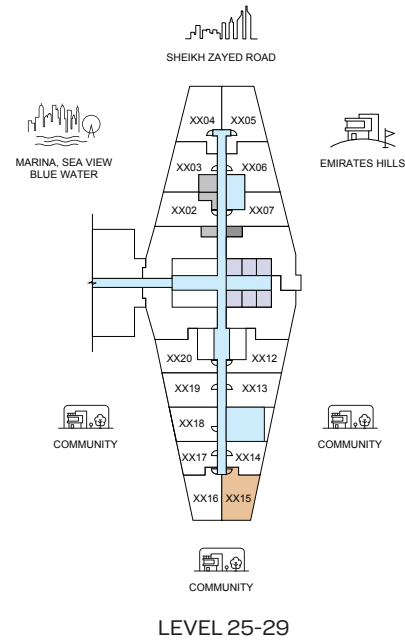 SHEIKH ZAYED ROAD
XX04 XX05
MARINA, SEA VIEW
BLUE WATER
EMIRATES HILLS
XX03 XX06
XX02 XX07
XX20 XX12
XX19 XX13
XX18
COMMUNITY
COMMUNITY
XX17 XX14
XX16 XX15
COMMUNITY
LEVEL 25-29